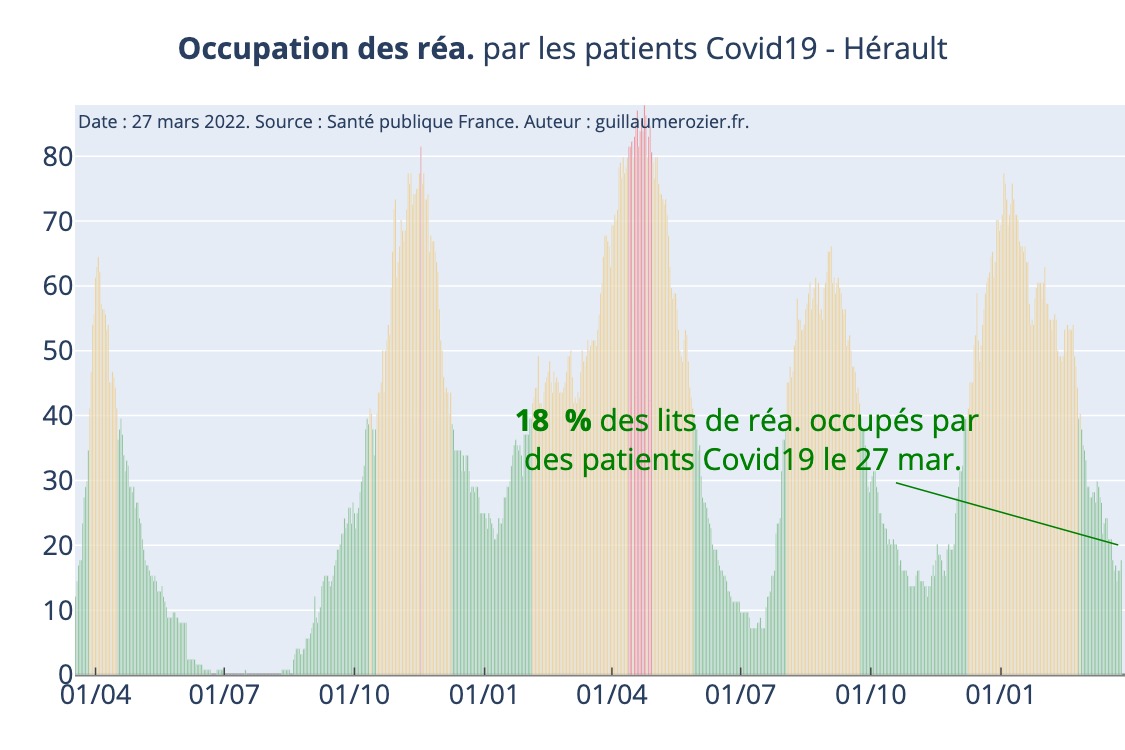 Occupation des réa. par les patients Covid19 - Hérault
Date : 27 mars 2022. Source : Santé publique France. Auteur : guillaumerozier.fr.
80
70
60
50
40
30
20
10
0
18 % des lits de réa. occupés par
des patients Covid19 le 27 mar.
01/04 01/07 01/10 01/01 01/04 01/07 01/10 01/01